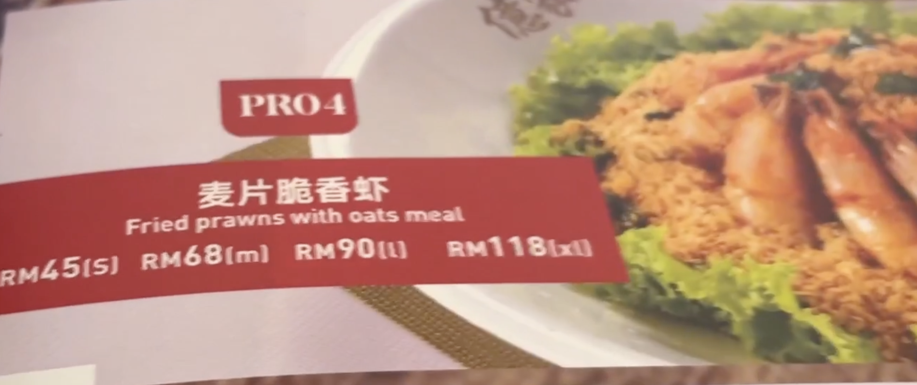 PRO4
麦片脆香虾
Fried prawns with oats meal
RM45(s) RM68(m) RM90(l) RM118(xl)